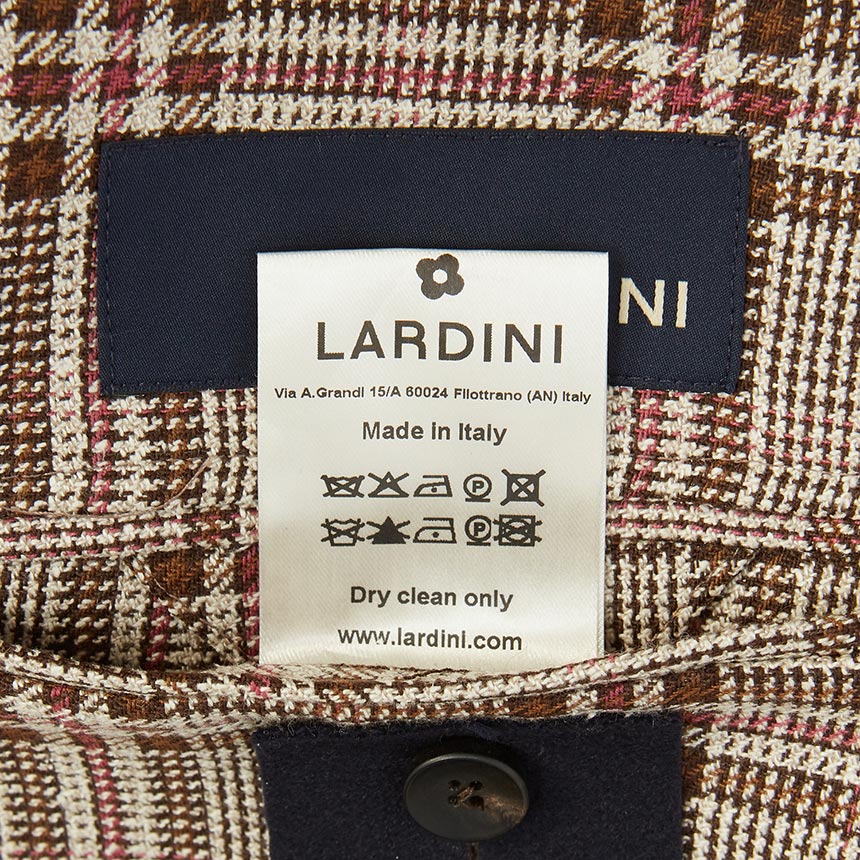 NI
LARDINI
Via A.Grandi 15/A 60024 Filottrano (AN) Italy
Made in Italy
P
P
Dry clean only
www.lardini.com